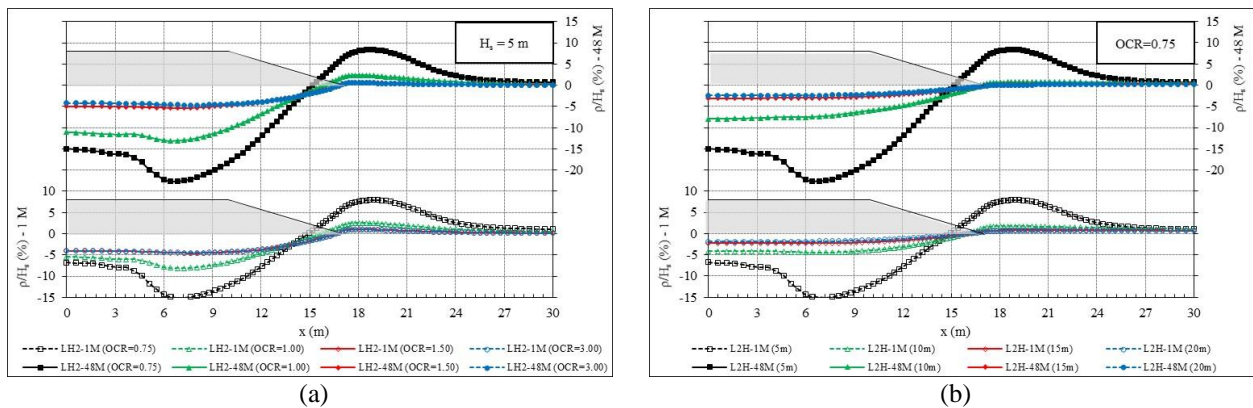 (a)
H_s = 5 m
15
10
5
0
-5
-10
-15
-20
ρ/H_s (%) - 48 M
10
5
0
-5
-10
-15
ρ/H_s (%) - 1 M
0 3 6 9 12 15 18 21 24 27 30
x (m)
LH2-1M (OCR=0.75) LH2-1M (OCR=1.00) LH2-1M (OCR=1.50) LH2-1M (OCR=3.00)
LH2-48M (OCR=0.75) LH2-48M (OCR=1.00) LH2-48M (OCR=1.50) LH2-48M (OCR=3.00)
(a)
(b)
OCR=0.75
15
10
5
0
-5
-10
-15
-20
ρ/H_s (%) - 48 M
10
5
0
-5
-10
-15
ρ/H_s (%) - 1 M
0 3 6 9 12 15 18 21 24 27 30
x (m)
L2H-1M (5m) L2H-1M (10m) L2H-1M (15m) L2H-1M (20m)
L2H-48M (5m) L2H-48M (10m) L2H-48M (15m) L2H-48M (20m)
(b)